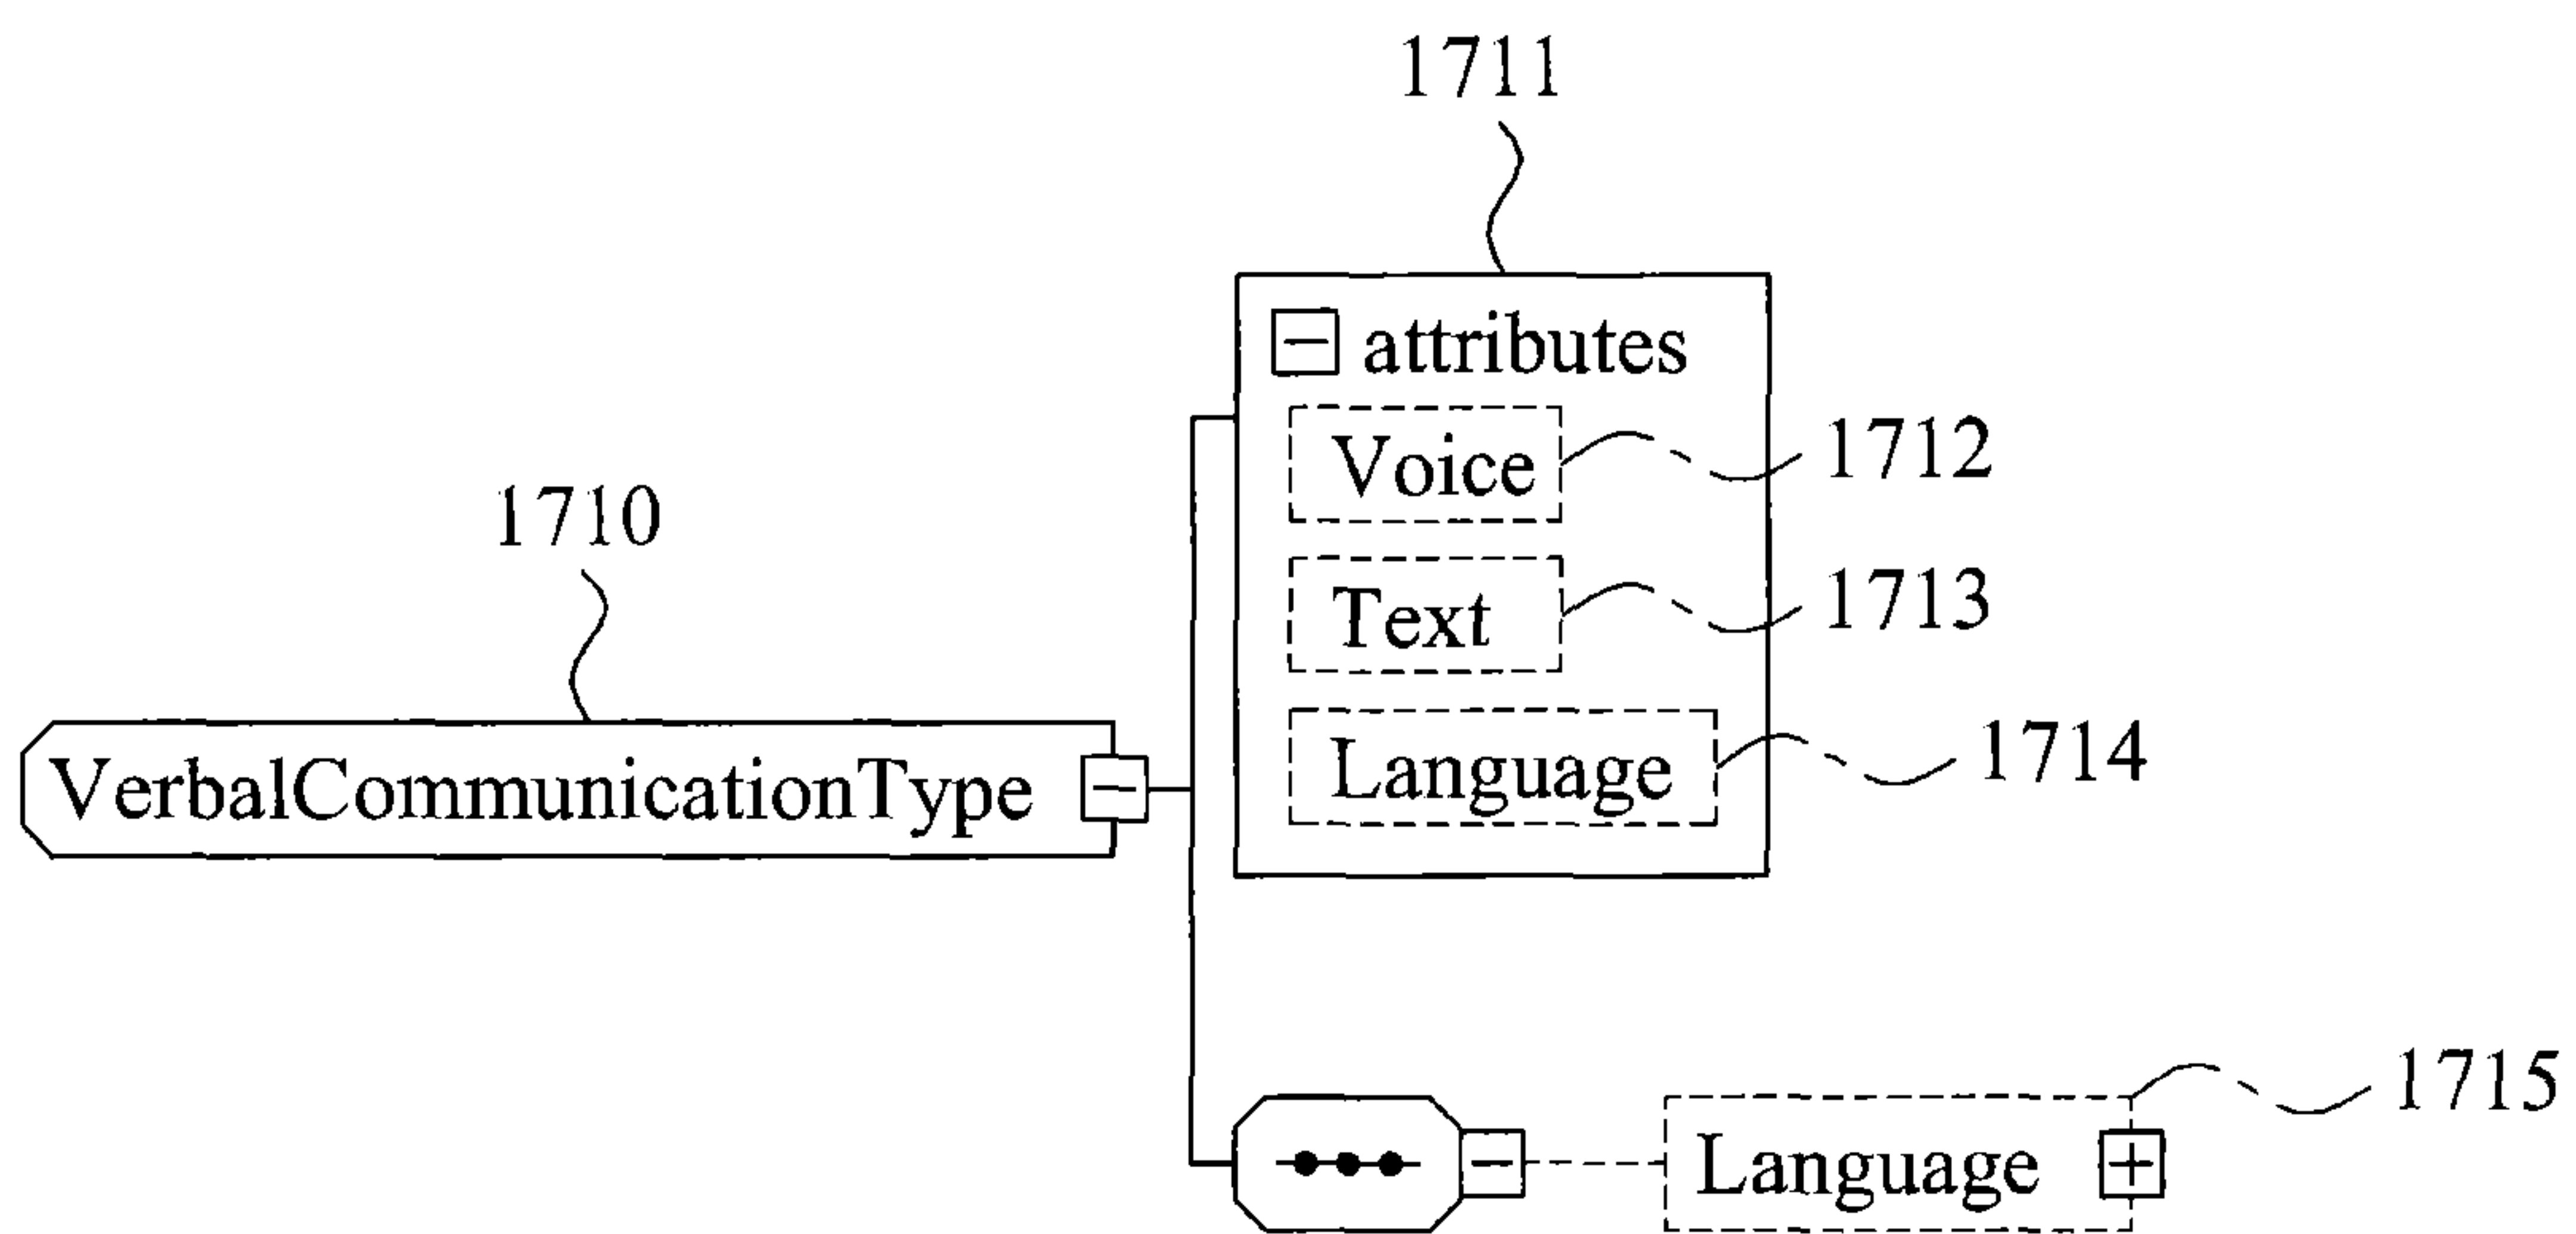 1711
attributes
Voice 1712
1710
Text 1713
VerbalCommunicationType
Language 1714
Language 1715